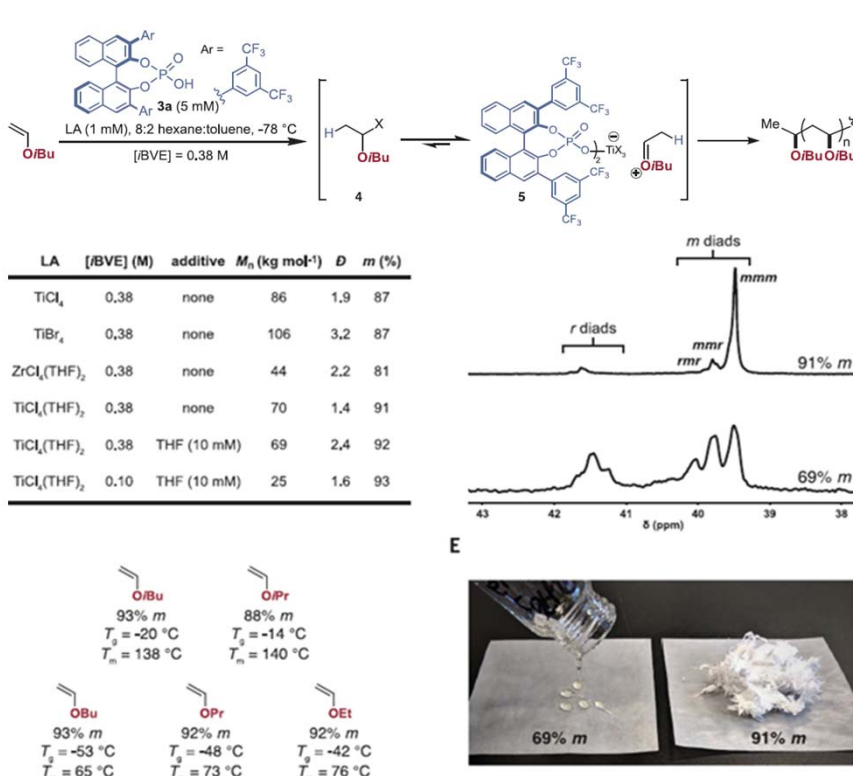 Ar
O
O
P
O
OH
Ar
3a (5 mM)
Ar =
CF3
CF3
LA (1 mM), 8:2 hexane:toluene, -78 °C
[iBVE] = 0.38 M
OiBu
H
X
OiBu
4
CF3
CF3
O
O
P
O
O
2
TiX3
⊖
CF3
CF3
5
H
OiBu
⊕
Me
n
OiBu
OiBu
LA [iBVE] (M) additive Mn (kg mol-1) Đ m (%)
TiCl4 0.38 none 86 1.9 87
TiBr4 0.38 none 106 3.2 87
ZrCl4(THF)2 0.38 none 44 2.2 81
TiCl4(THF)2 0.38 none 70 1.4 91
TiCl4(THF)2 0.38 THF (10 mM) 69 2.4 92
TiCl4(THF)2 0.10 THF (10 mM) 25 1.6 93
m diads
mmm
r diads
mmr
rmr
91% m
69% m
43 42 41 40 39 38
δ (ppm)
OiBu
93% m
Tg = -20 °C
Tm = 138 °C
OiPr
88% m
Tg = -14 °C
Tm = 140 °C
OBu
93% m
Tg = -53 °C
T = 65 °C
OPr
92% m
Tg = -48 °C
T = 73 °C
OEt
92% m
Tg = -42 °C
T = 76 °C
E
69% m
91% m